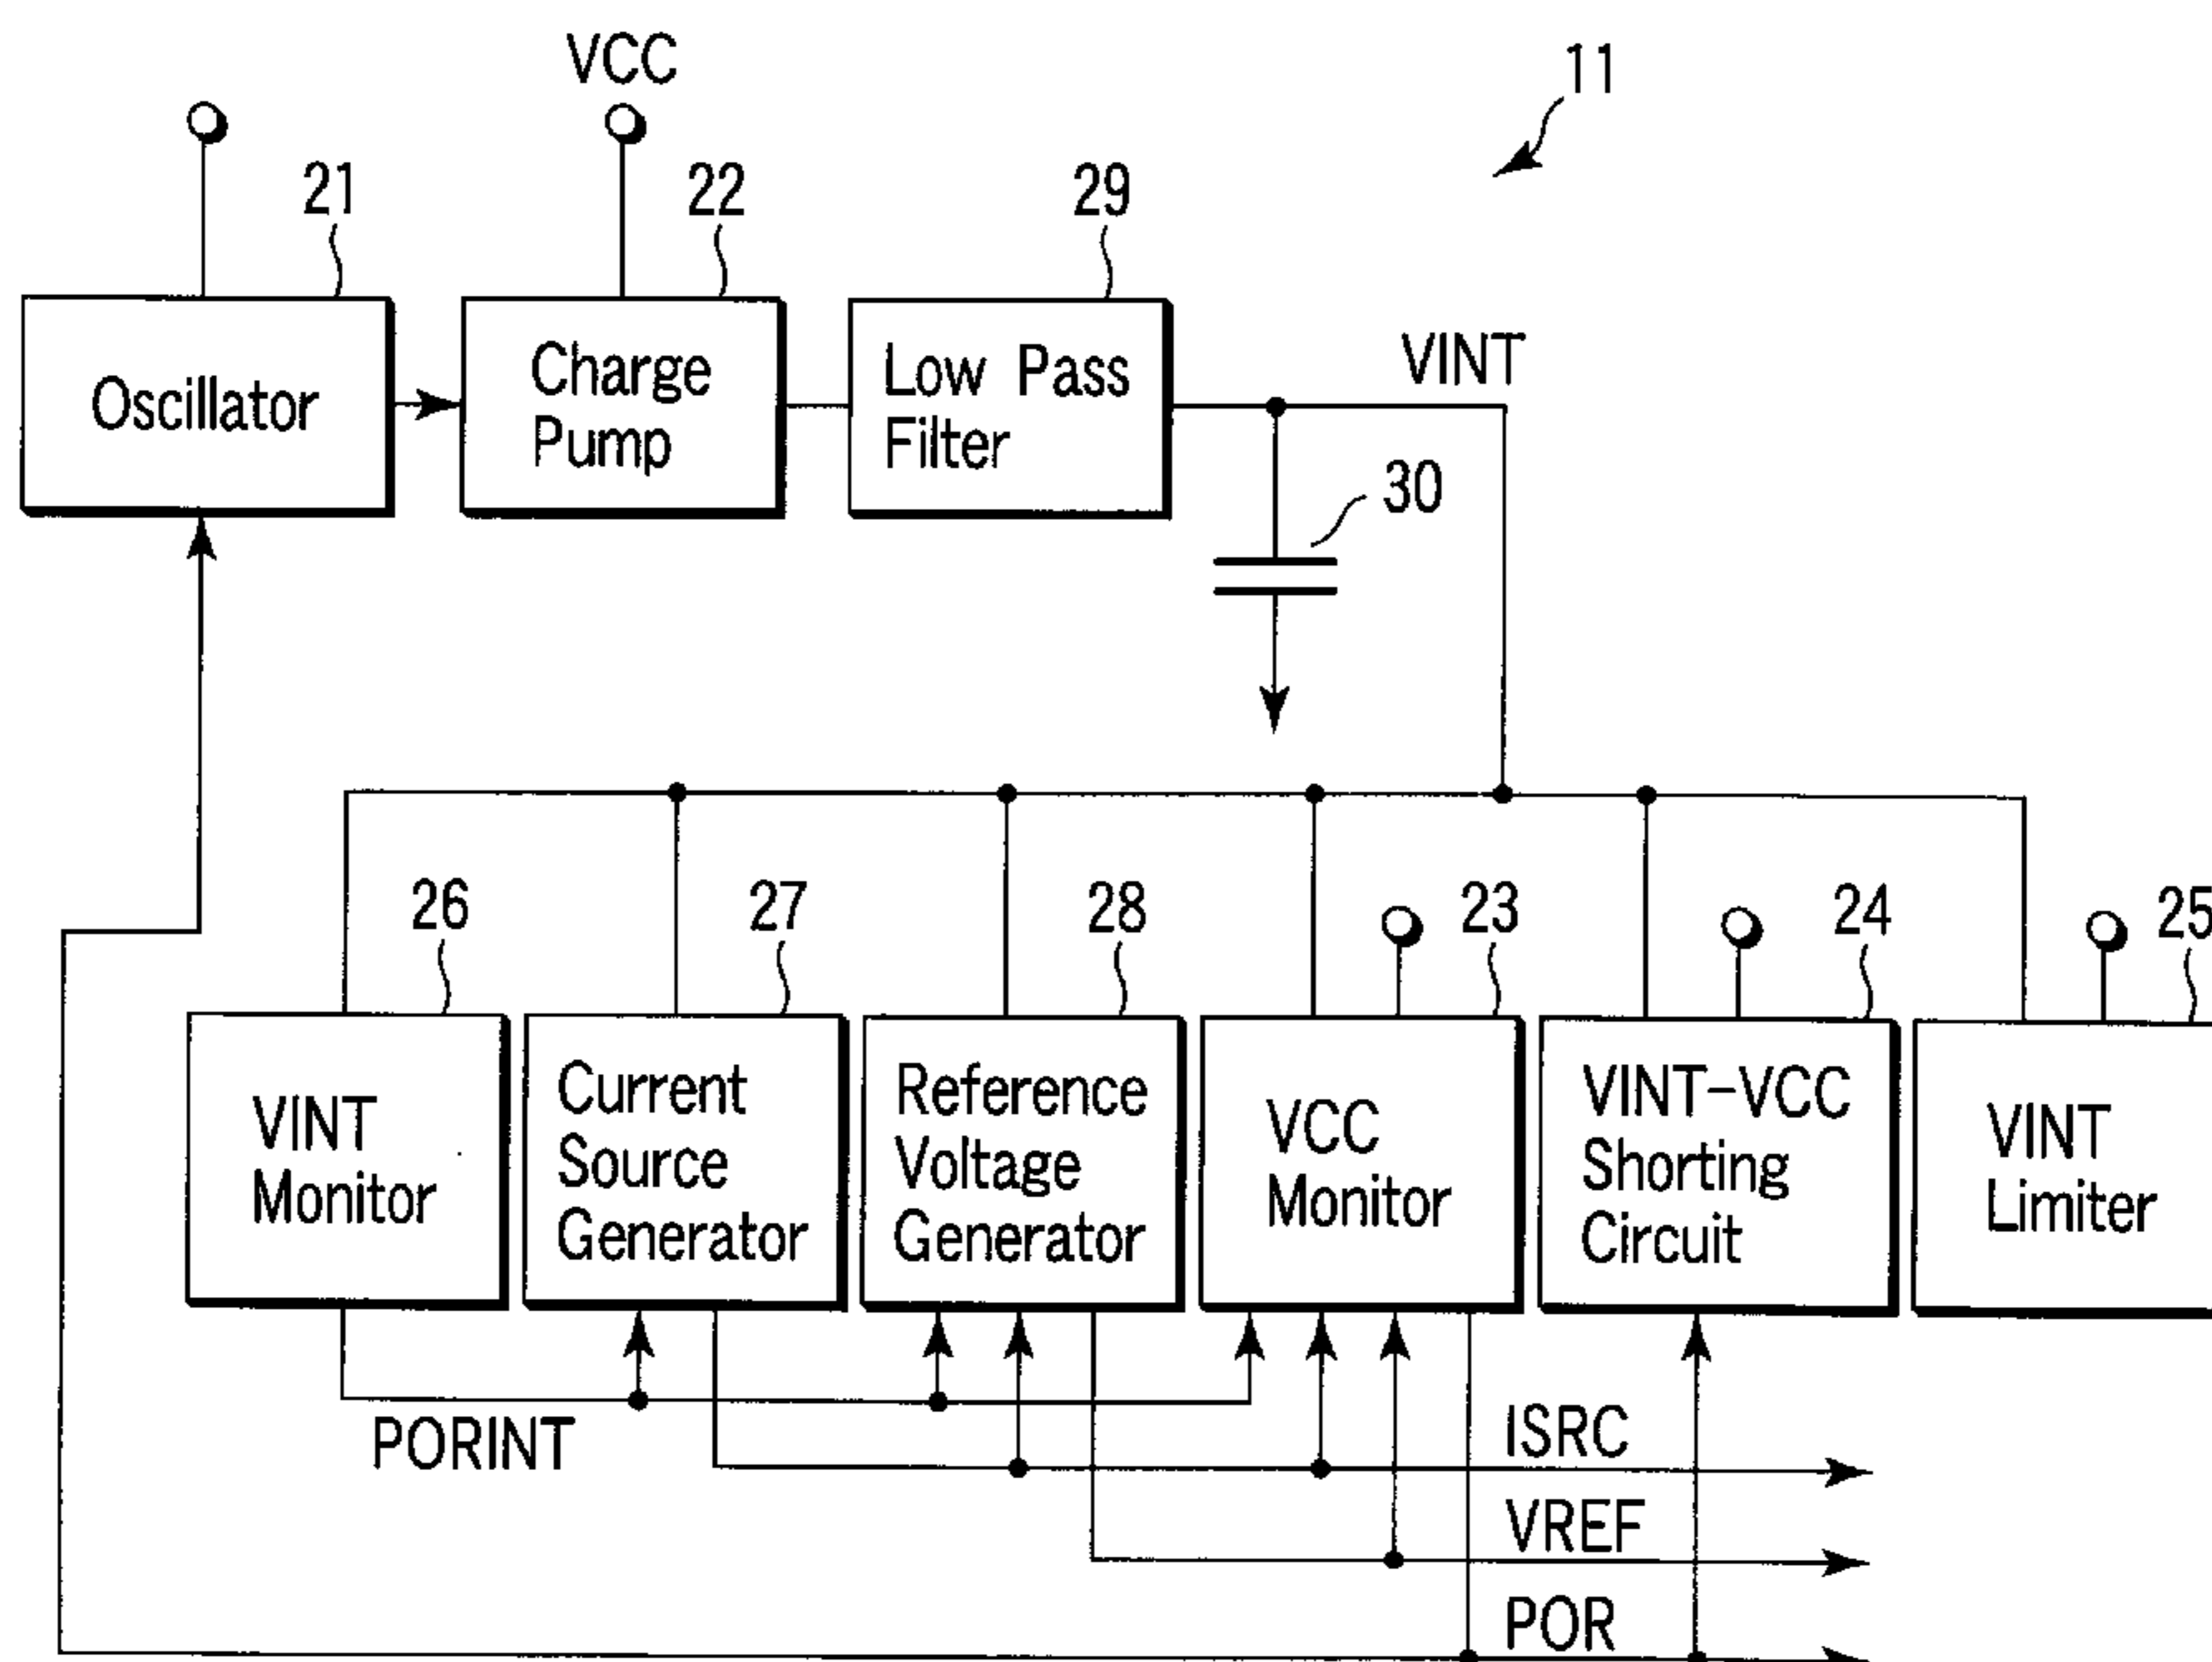 VCC
11
21
22
29
Oscillator
Charge
Pump
Low Pass
Filter
VINT
30
26
27
28
23
24
25
VINT
Monitor
Current
Source
Generator
Reference
Voltage
Generator
VCC
Monitor
VINT-VCC
Shorting
Circuit
VINT
Limiter
PORINT
ISRC
VREF
POR